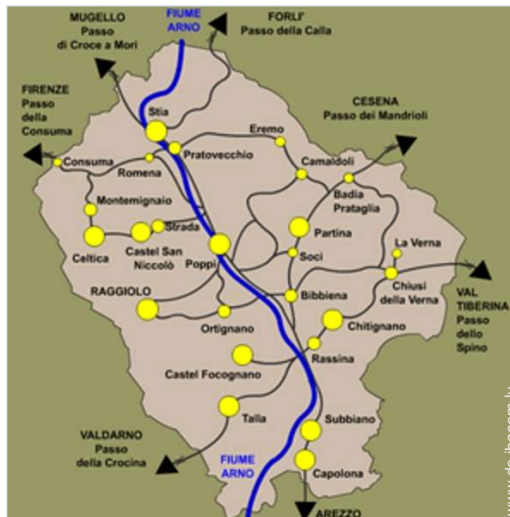 MUGELLO
Passo
di Croce a Mori
FIUME
ARNO
FORLI'
Passo della Calla
FIRENZE
Passo
della
Consuma
CESENA
Passo dei Mandrioli
Stia
Eremo
Pratovecchio
Consuma
Romena
Camaldoli
Montemignaio
Badia
Prataglia
Strada
Partina
La Verna
Celtica
Castel San
Niccolò
Poppi
Soci
RAGGIOLO
Bibbiena
Chiusi
della Verna
VAL
TIBERINA
Passo
dello
Spino
Ortignano
Chitignano
Castel Focognano
Rassina
Talla
Subbiano
VALDARNO
Passo
della Crocina
FIUME
ARNO
Capolona
AREZZO